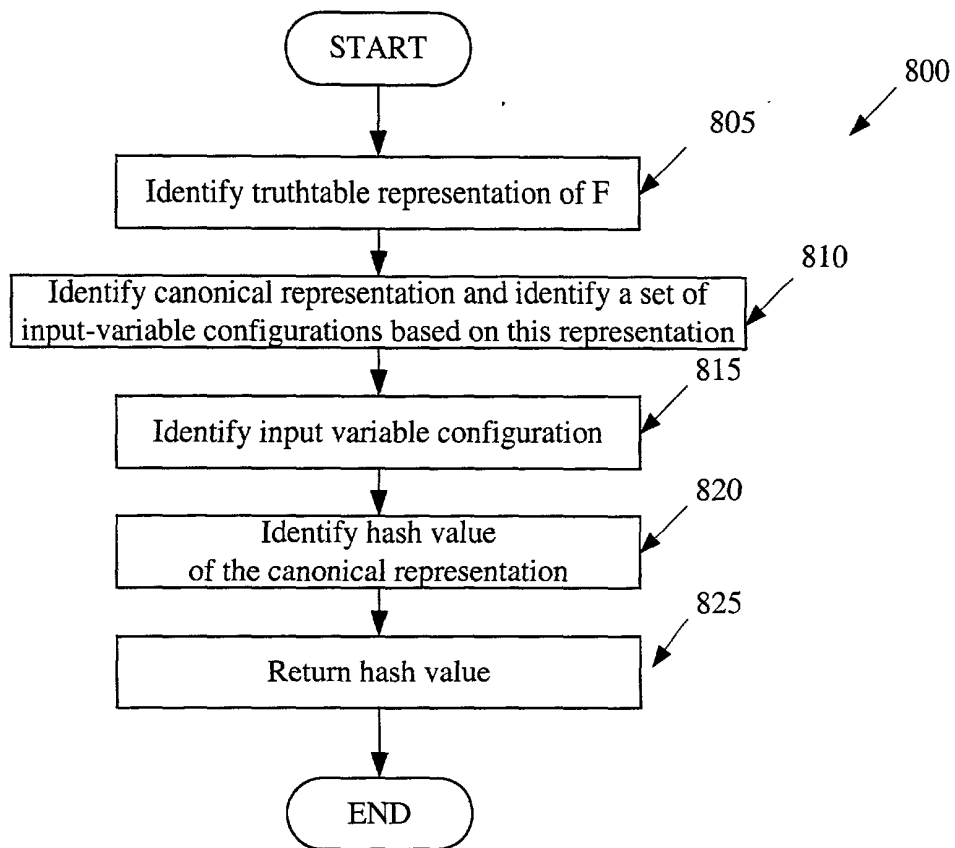 START
800
805
Identify truthtable representation of F
810
Identify canonical representation and identify a set of
input-variable configurations based on this representation
815
Identify input variable configuration
820
Identify hash value
of the canonical representation
825
Return hash value
END